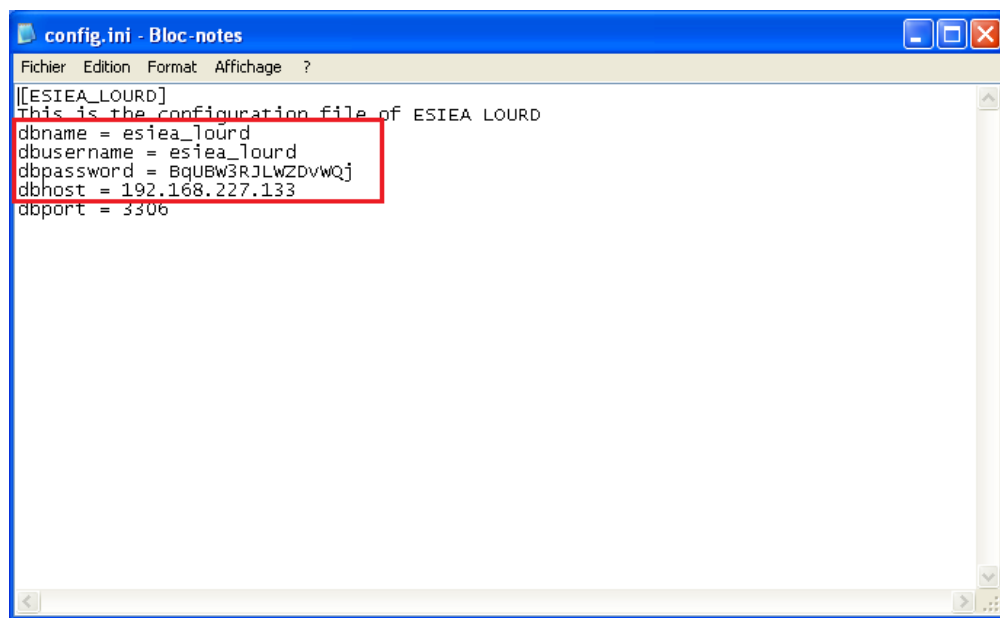 config.ini - Bloc-notes
Fichier Edition Format Affichage ?
[ESIEA_LOURD]
This is the configuration file of ESIEA LOURD
dbname = esiea_lourd
dbusername = esiea_lourd
dbpassword = BqUBW3RJLWZDvWQj
dbhost = 192.168.227.133
dbport = 3306